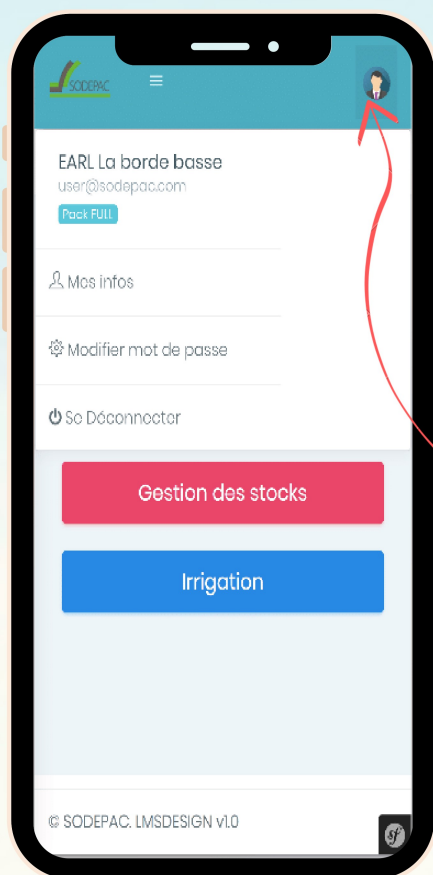 SODEPAC
EARL La borde basse
user@sodepac.com
Pack FULL
Mes infos
Modifier mot de passe
Se Déconnecter
Gestion des stocks
Irrigation
© SODEPAC. LMSDESIGN v1.0
sf